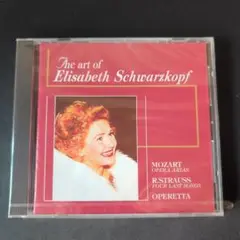 The art of
Elisabeth Schwarzkopf
MOZART
OPERA ARIAS
R.STRAUSS
FOUR LAST SONGS
OPERETTA